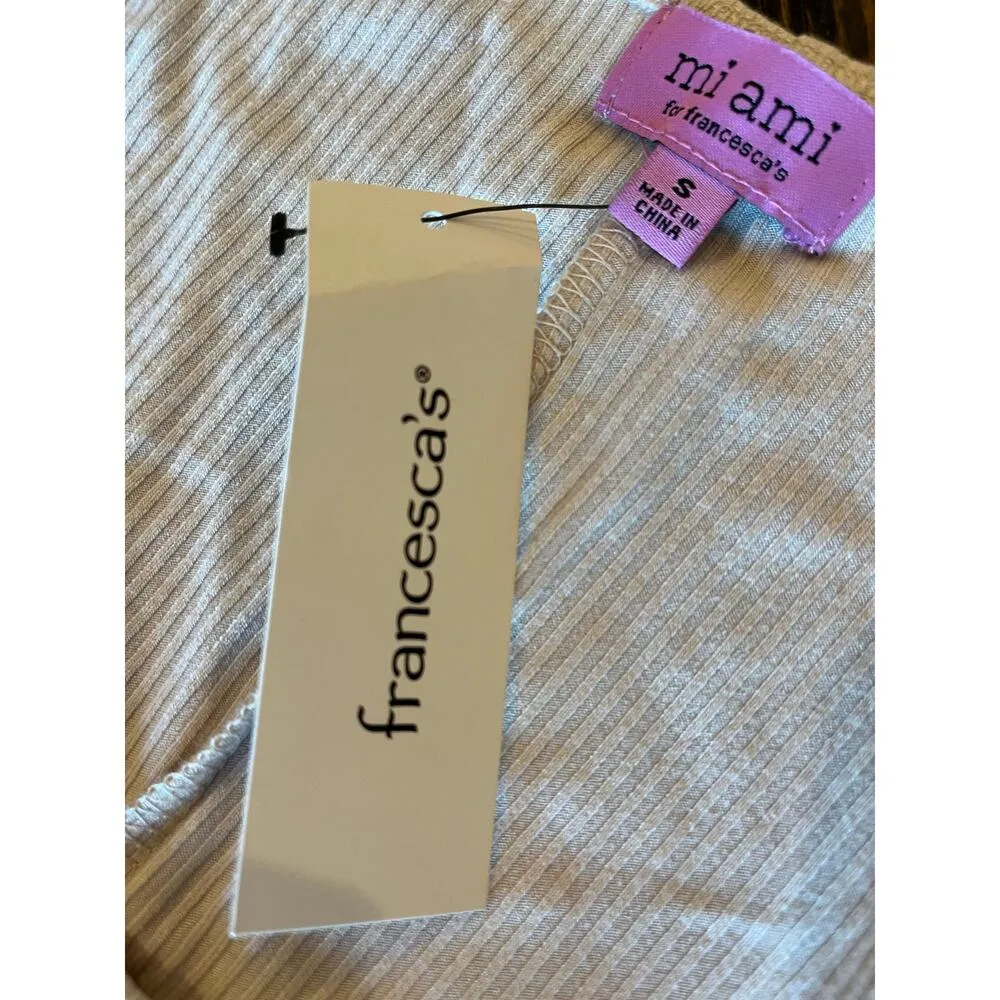 mi ami
for francesca's
S
MADE IN
CHINA
francesca's®